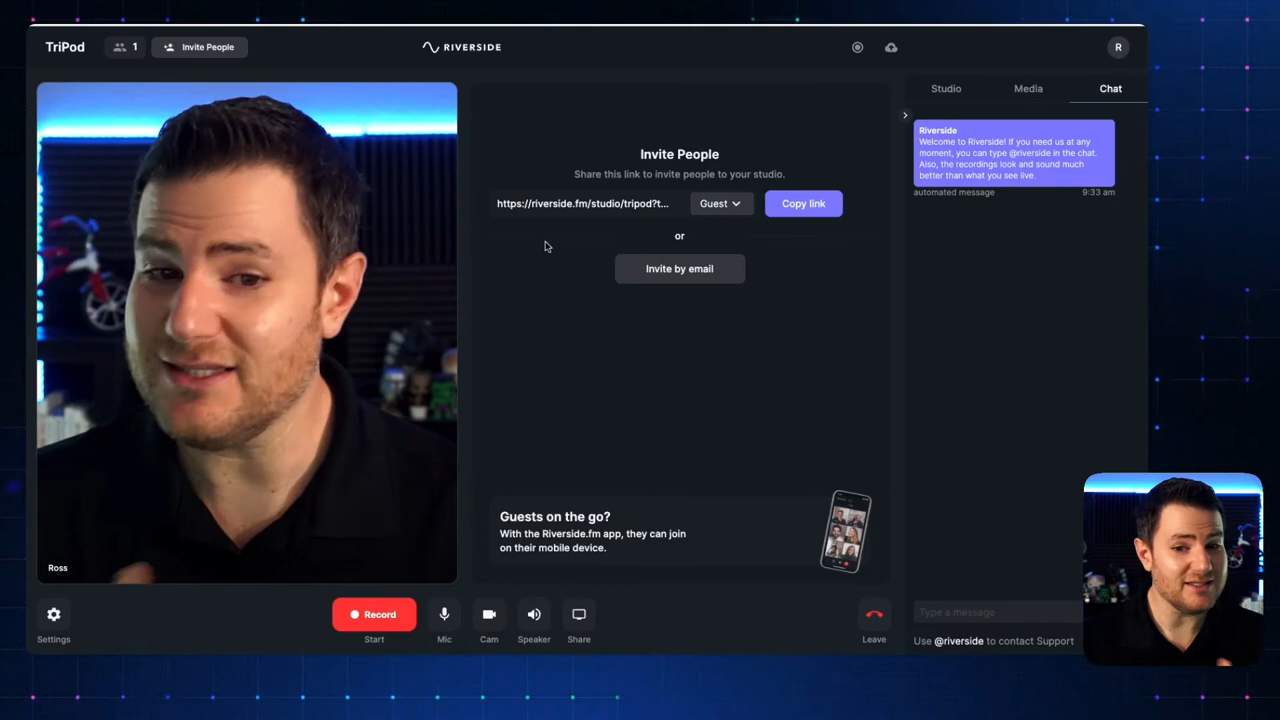 TriPod
1
Invite People
RIVERSIDE
R
Studio
Media
Chat
Riverside
Welcome to Riverside! If you need us at any
moment, you can type @riverside in the chat.
Also, the recordings look and sound much
better than what you see live.
automated message
9:33 am
Invite People
Share this link to invite people to your studio.
https://riverside.fm/studio/tripod?t...
Guest
Copy link
or
Invite by email
Guests on the go?
With the Riverside.fm app, they can join
on their mobile device.
Ross
Settings
Record
Start
Mic
Cam
Speaker
Share
Leave
Type a message
Use @riverside to contact Support